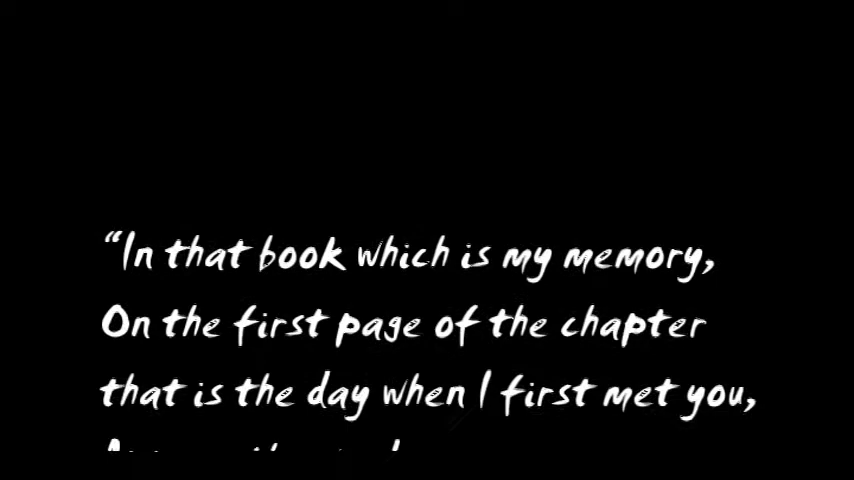 “In that book which is my memory,
On the first page of the chapter
that is the day when I first met you,